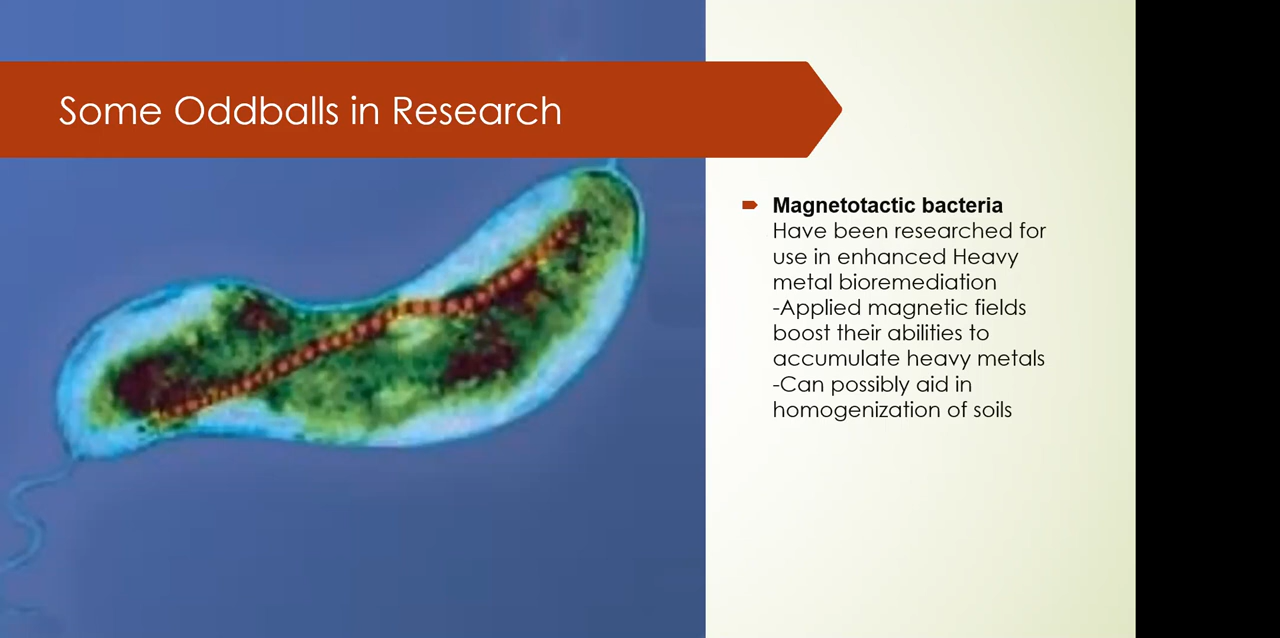 Some Oddballs in Research
Magnetotactic bacteria
Have been researched for
use in enhanced Heavy
metal bioremediation
-Applied magnetic fields
boost their abilities to
accumulate heavy metals
-Can possibly aid in
homogenization of soils